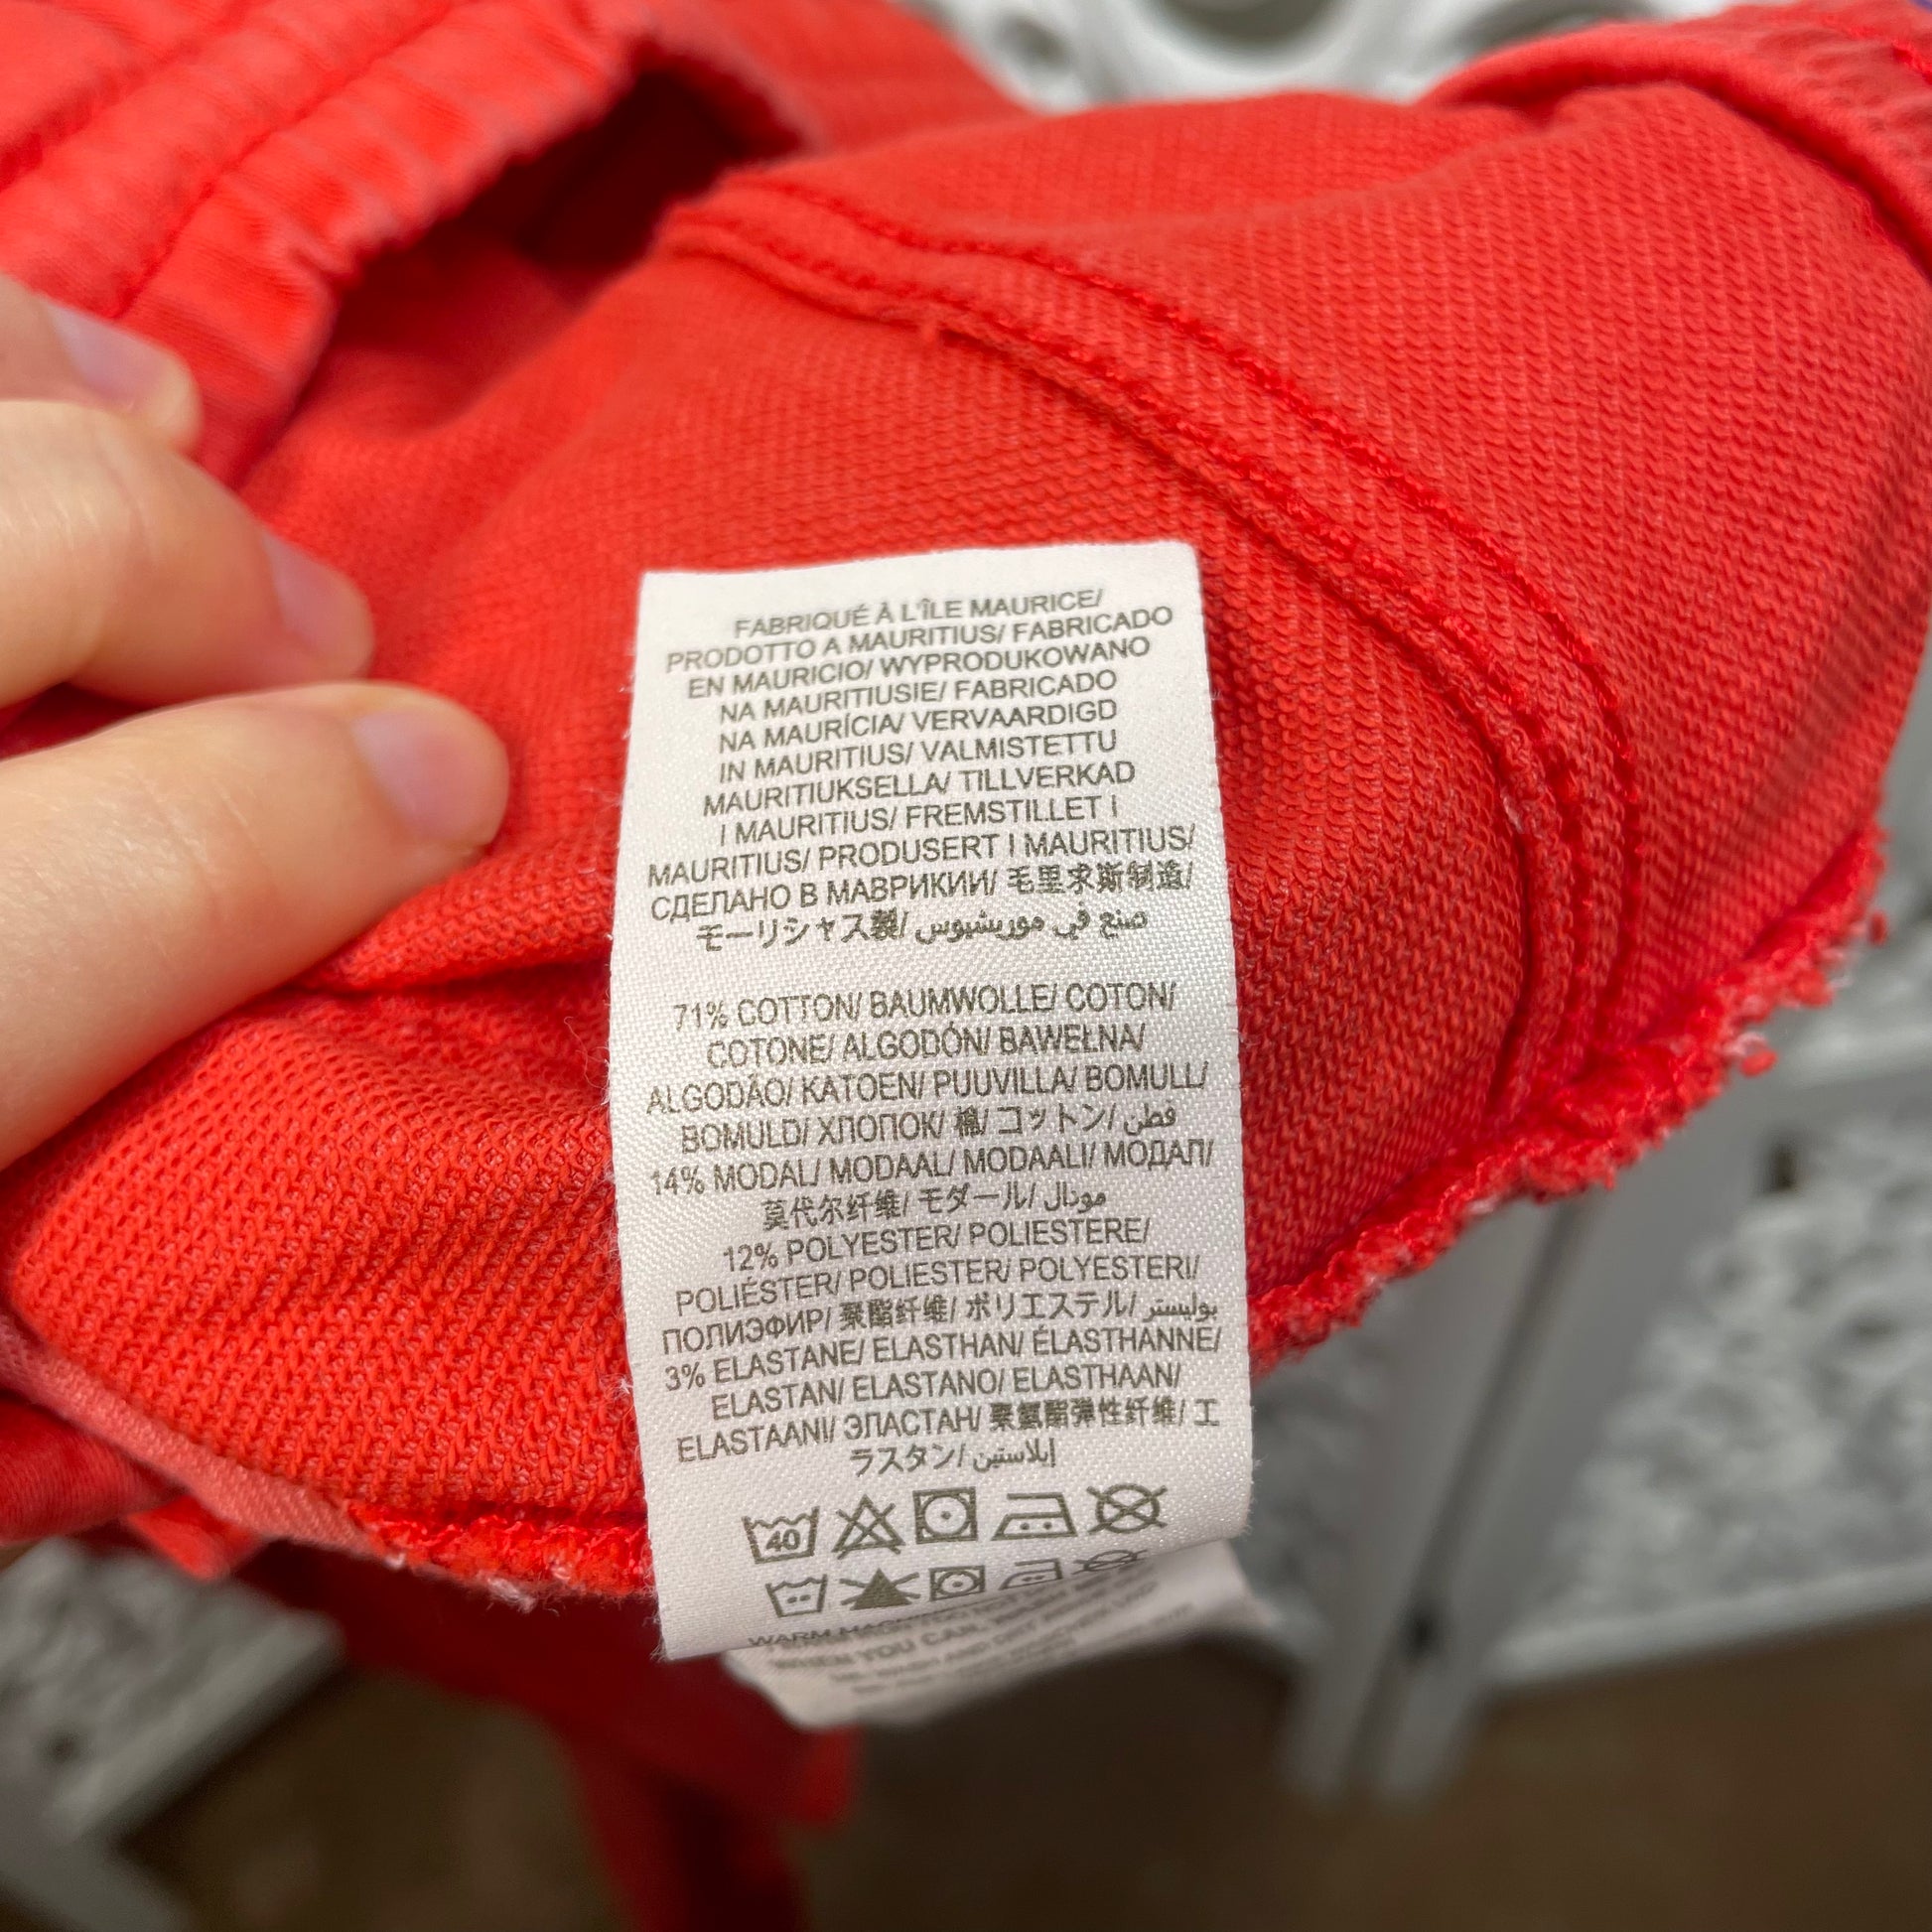 FABRIQUÉ À L'ÎLE MAURICE/
PRODOTTO A MAURITIUS/ FABRICADO
EN MAURICIO/ WYPRODUKOWANO
NA MAURITIUSIE/ FABRICADO
NA MAURÍCIA/ VERVAARDIGD
IN MAURITIUS/ VALMISTETTU
MAURITIUKSELLA/ TILLVERKAD
I MAURITIUS/ FREMSTILLET I
MAURITIUS/ PRODUSERT I MAURITIUS/
СДЕЛАНО В МАВРИКИИ/ 毛里求斯制造/
モーリシャス製/ صنع في موريشيوس
71% COTTON/ BAUMWOLLE/ COTON/
COTONE/ ALGODÓN/ BAWEŁNA/
ALGODÃO/ KATOEN/ PUUVILLA/ BOMULL/
BOMULD/ ХЛОПОК/ 棉/ コットン/ قطن
14% MODAL/ MODAAL/ MODAALI/ МОДАЛ/
莫代尔纤维/ モダール/ مودال
12% POLYESTER/ POLIESTERE/
POLIÉSTER/ POLIESTER/ POLYESTERI/
ПОЛИЭФИР/ 聚酯纤维/ ポリエステル/ بوليستر
3% ELASTANE/ ELASTHAN/ ÉLASTHANNE/
ELASTAN/ ELASTANO/ ELASTHAAN/
ELASTAANI/ ЭЛАСТАН/ 聚氨酯弹性纤维/ エ
ラスタン/ إيلاستين
40
WARM
WHEN YOU CAN,